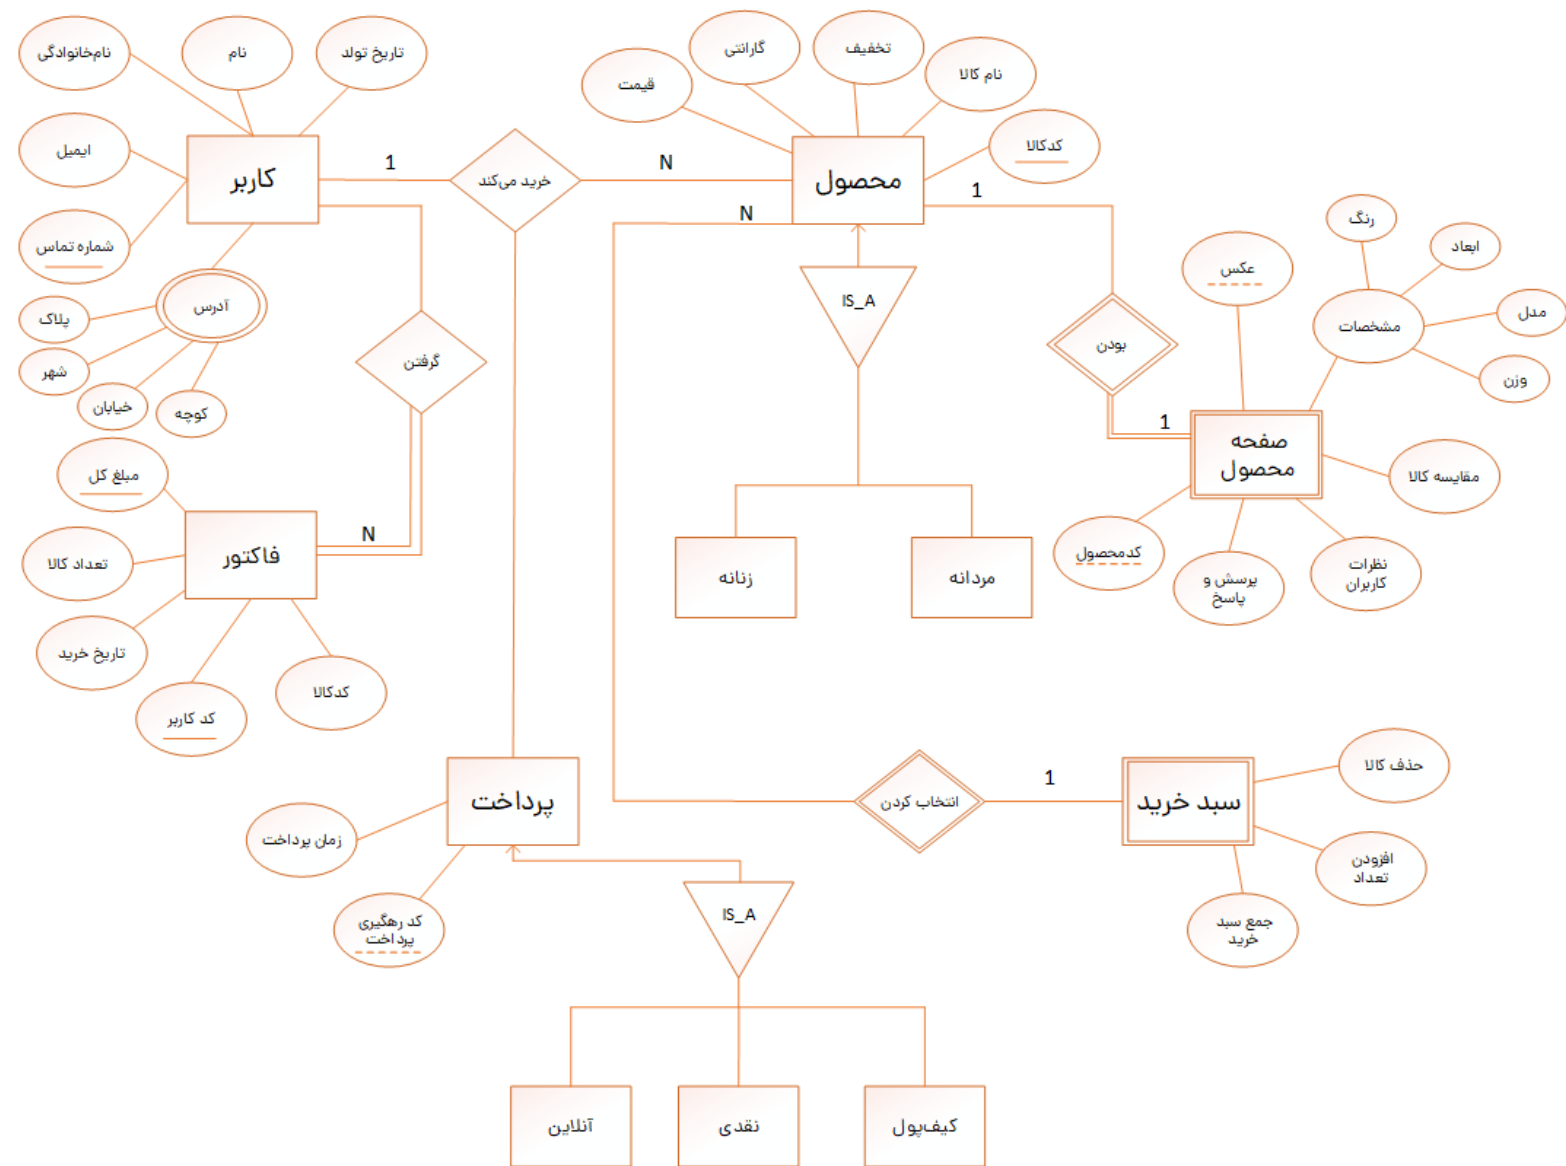 نام‌خانوادگی
نام
تاریخ تولد
ایمیل
شماره تماس
کاربر
آدرس
پلاک
شهر
خیابان
کوچه
1
خرید می‌کند
N
قیمت
گارانتی
تخفیف
نام کالا
کدکالا
محصول
1
N
IS_A
زنانه
مردانه
گرفتن
N
مبلغ کل
تعداد کالا
تاریخ خرید
کد کاربر
کدکالا
فاکتور
بودن
1
عکس
رنگ
ابعاد
مدل
وزن
مشخصات
صفحه
محصول
مقایسه کالا
نظرات
کاربران
پرسش و
پاسخ
کدمحصول
پرداخت
زمان پرداخت
کد رهگیری
پرداخت
IS_A
آنلاین
نقدی
کیف‌پول
انتخاب کردن
1
سبد خرید
حذف کالا
افزودن
تعداد
جمع سبد
خرید